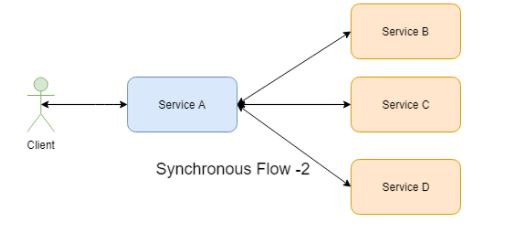 Service B
Service A
Service C
Client
Synchronous Flow -2
Service D